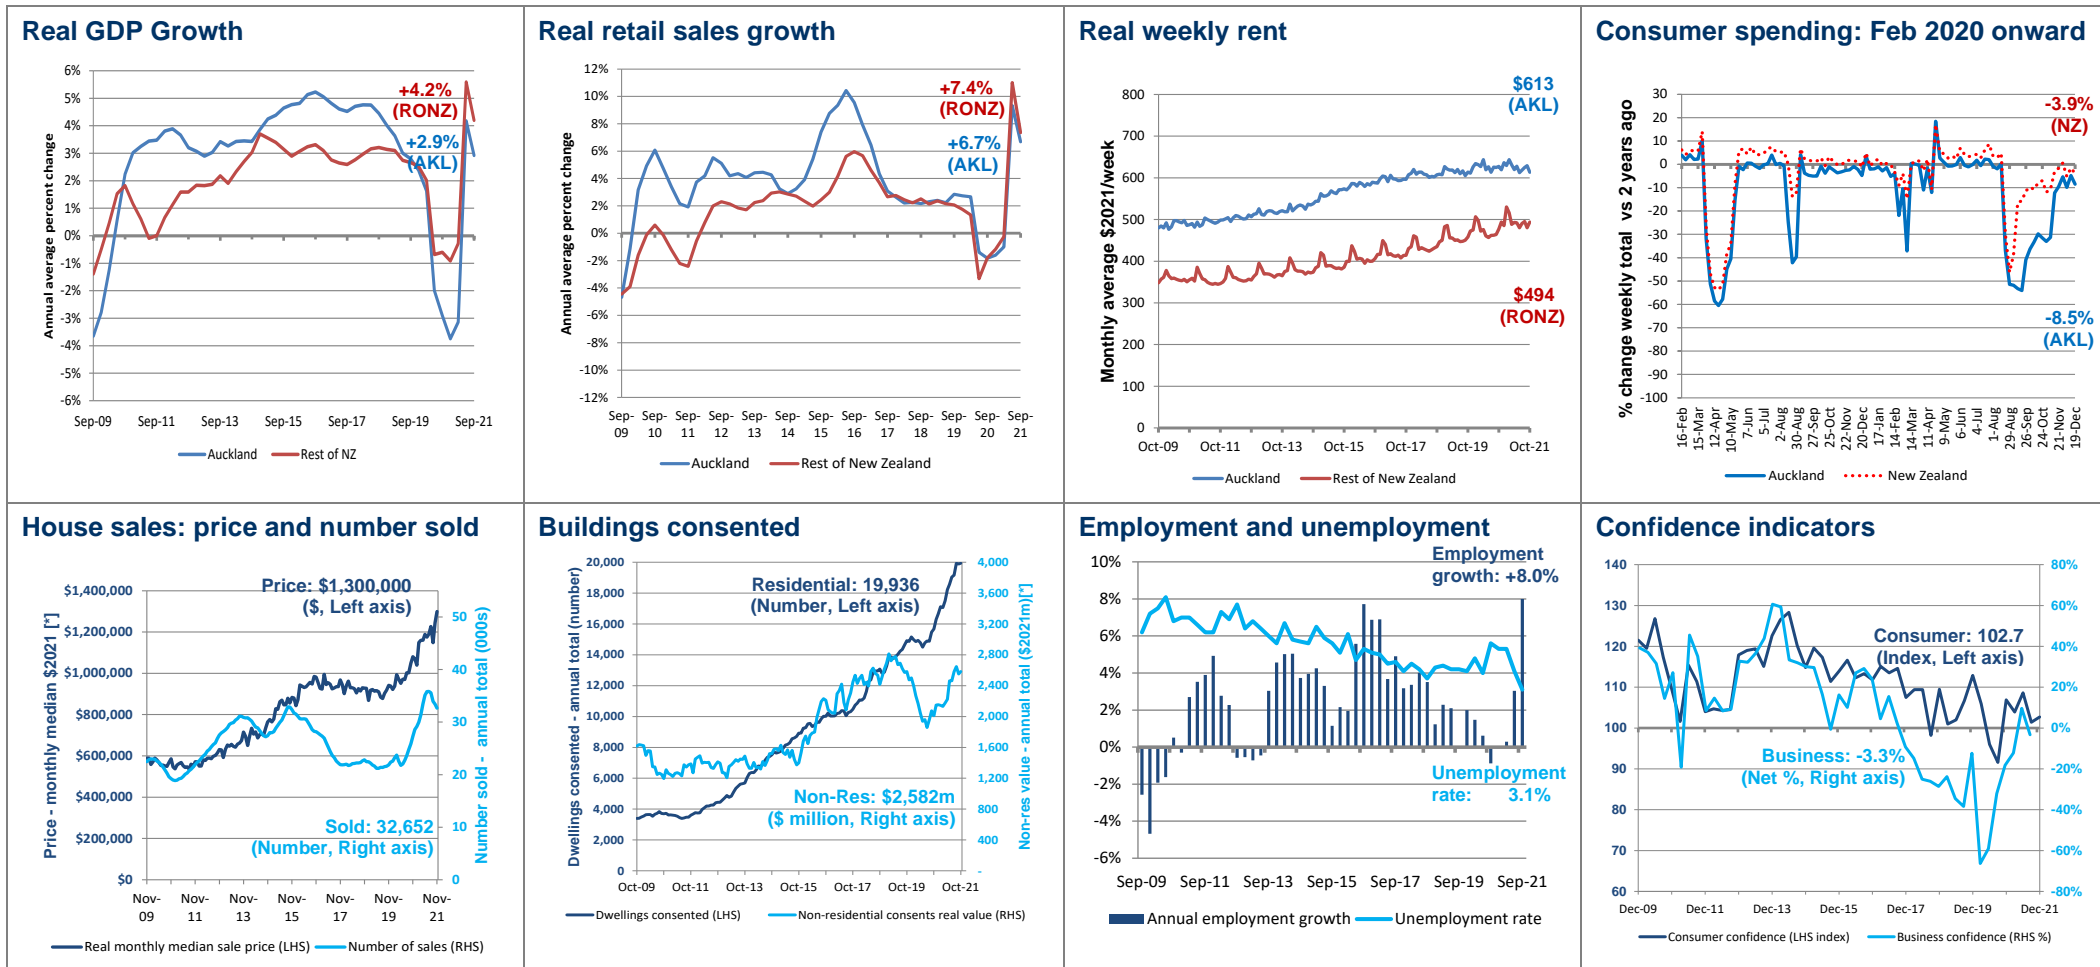 Real GDP Growth
6%
5%
4%
3%
2%
1%
0%
-1%
-2%
-3%
-4%
-5%
-6%
Annual average percent change
+4.2%
(RONZ)
+2.9%
(AKL)
Sep-09 Sep-11 Sep-13 Sep-15 Sep-17 Sep-19 Sep-21
Auckland Rest of NZ
Real retail sales growth
12%
10%
8%
6%
4%
2%
0%
-2%
-4%
-6%
-8%
-10%
-12%
Annual average percent change
+7.4%
(RONZ)
+6.7%
(AKL)
Sep- Sep- Sep- Sep- Sep- Sep- Sep- Sep- Sep- Sep- Sep- Sep- Sep-
09 10 11 12 13 14 15 16 17 18 19 20 21
Auckland Rest of New Zealand
Real weekly rent
800
700
600
500
400
300
200
100
0
Monthly average $2021/week
$613
(AKL)
$494
(RONZ)
Oct-09 Oct-11 Oct-13 Oct-15 Oct-17 Oct-19 Oct-21
Auckland Rest of New Zealand
Consumer spending: Feb 2020 onward
30
20
10
0
-10
-20
-30
-40
-50
-60
-70
-80
-90
-100
% change weekly total vs 2 years ago
-3.9%
(NZ)
-8.5%
(AKL)
16-Feb
15-Mar
12-Apr
10-May
7-Jun
5-Jul
2-Aug
30-Aug
27-Sep
25-Oct
22-Nov
20-Dec
17-Jan
14-Feb
14-Mar
11-Apr
9-May
6-Jun
4-Jul
1-Aug
29-Aug
26-Sep
24-Oct
21-Nov
19-Dec
Auckland New Zealand
House sales: price and number sold
$1,400,000
$1,200,000
$1,000,000
$800,000
$600,000
$400,000
$200,000
$0
Price - monthly median $2021 [*]
Price: $1,300,000
($, Left axis)
Sold: 32,652
(Number, Right axis)
50
40
30
20
10
0
Number sold - annual total (000s)
Nov- Nov- Nov- Nov- Nov- Nov- Nov-
09 11 13 15 17 19 21
Real monthly median sale price (LHS) Number of sales (RHS)
Buildings consented
20,000
18,000
16,000
14,000
12,000
10,000
8,000
6,000
4,000
2,000
0
Dwellings consented - annual total (number)
Residential: 19,936
(Number, Left axis)
Non-Res: $2,582m
($ million, Right axis)
4,000
3,600
3,200
2,800
2,400
2,000
1,600
1,200
800
400
-
Non-res value - annual total ($2021m)[*]
Oct-09 Oct-11 Oct-13 Oct-15 Oct-17 Oct-19 Oct-21
Dwellings consented (LHS) Non-residential consents real value (RHS)
Employment and unemployment
10%
8%
6%
4%
2%
0%
-2%
-4%
-6%
Employment
growth: +8.0%
Unemployment
rate: 3.1%
Sep-09 Sep-11 Sep-13 Sep-15 Sep-17 Sep-19 Sep-21
Annual employment growth Unemployment rate
Confidence indicators
140
130
120
110
100
90
80
70
60
Consumer: 102.7
(Index, Left axis)
Business: -3.3%
(Net %, Right axis)
80%
60%
40%
20%
0%
-20%
-40%
-60%
-80%
Dec-09 Dec-11 Dec-13 Dec-15 Dec-17 Dec-19 Dec-21
Consumer confidence (LHS index) Business confidence (RHS %)